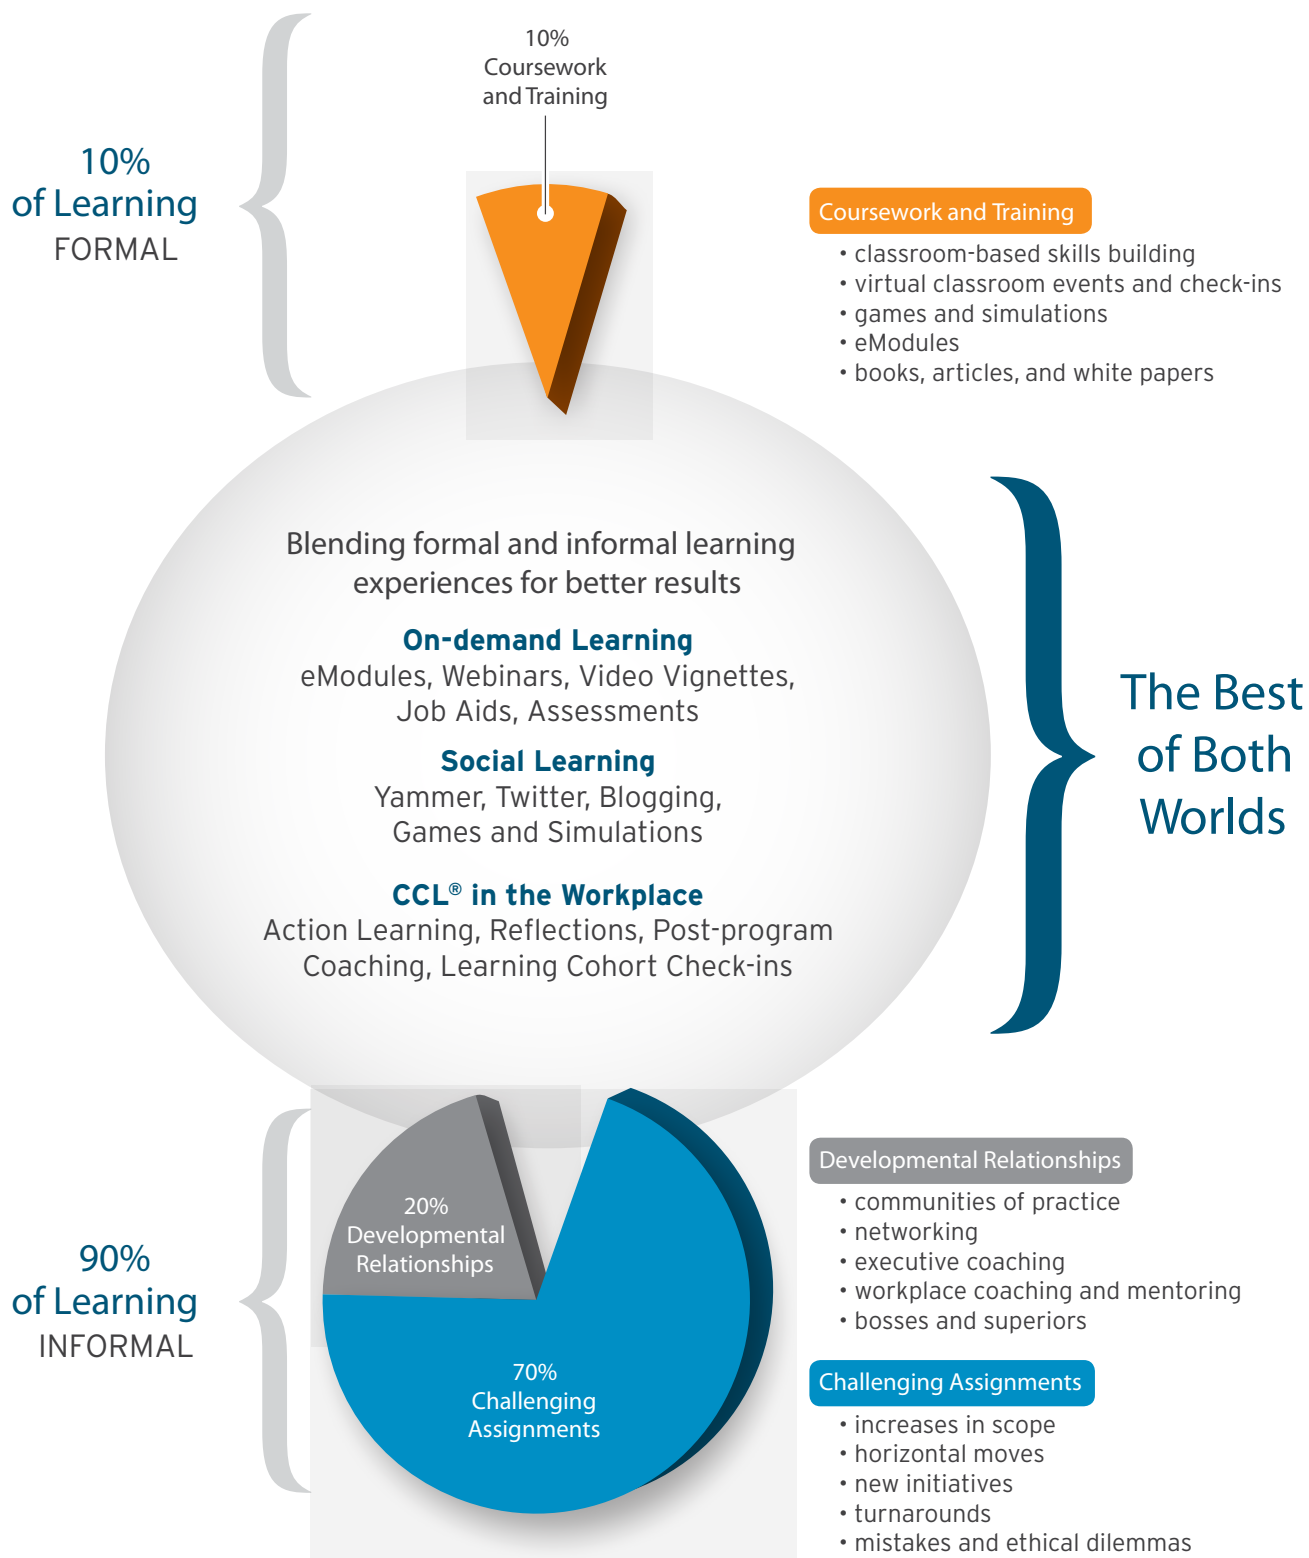 10%
Coursework
and Training
10%
of Learning
FORMAL
Coursework and Training
• classroom-based skills building
• virtual classroom events and check-ins
• games and simulations
• eModules
• books, articles, and white papers
Blending formal and informal learning
experiences for better results
On-demand Learning
eModules, Webinars, Video Vignettes,
Job Aids, Assessments
Social Learning
Yammer, Twitter, Blogging,
Games and Simulations
CCL® in the Workplace
Action Learning, Reflections, Post-program
Coaching, Learning Cohort Check-ins
The Best
of Both
Worlds
90%
of Learning
INFORMAL
20%
Developmental
Relationships
70%
Challenging
Assignments
Developmental Relationships
• communities of practice
• networking
• executive coaching
• workplace coaching and mentoring
• bosses and superiors
Challenging Assignments
• increases in scope
• horizontal moves
• new initiatives
• turnarounds
• mistakes and ethical dilemmas